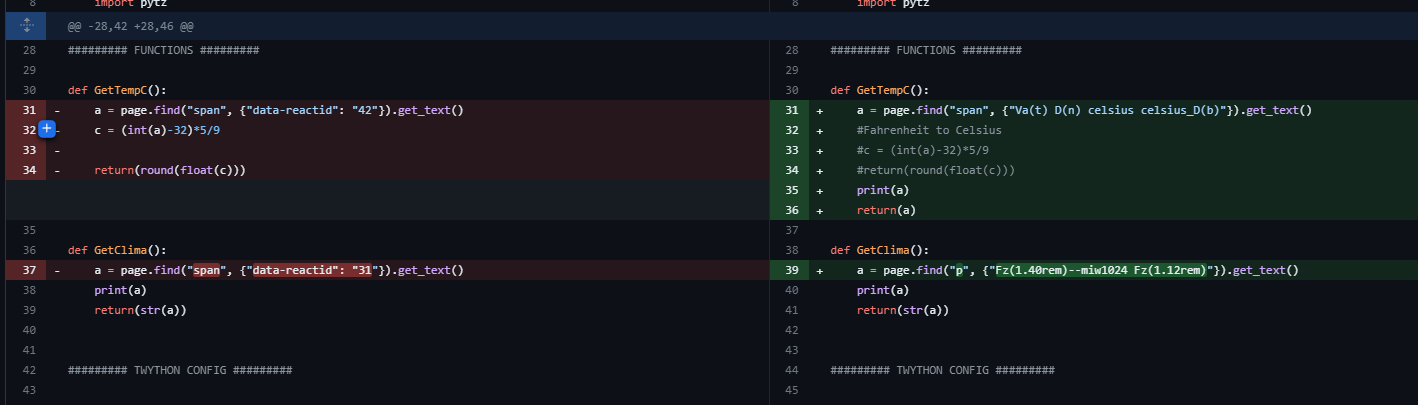 8 import pytz
@@ -28,42 +28,46 @@
28 ######### FUNCTIONS #########
29
30 def GetTempC():
31 - a = page.find("span", {"data-reactid": "42"}).get_text()
32 - c = (int(a)-32)*5/9
33 -
34 - return(round(float(c)))
35
36 def GetClima():
37 - a = page.find("span", {"data-reactid": "31"}).get_text()
38 print(a)
39 return(str(a))
40
41
42 ######### TWYTHON CONFIG #########
43
8 import pytz
28 ######### FUNCTIONS #########
29
30 def GetTempC():
31 + a = page.find("span", {"Va(t) D(n) celsius celsius_D(b)"}).get_text()
32 + #Fahrenheit to Celsius
33 + #c = (int(a)-32)*5/9
34 + #return(round(float(c)))
35 + print(a)
36 + return(a)
37
38 def GetClima():
39 + a = page.find("p", {"Fz(1.40rem)--miw1024 Fz(1.12rem)"}).get_text()
40 print(a)
41 return(str(a))
42
43
44 ######### TWYTHON CONFIG #########
45